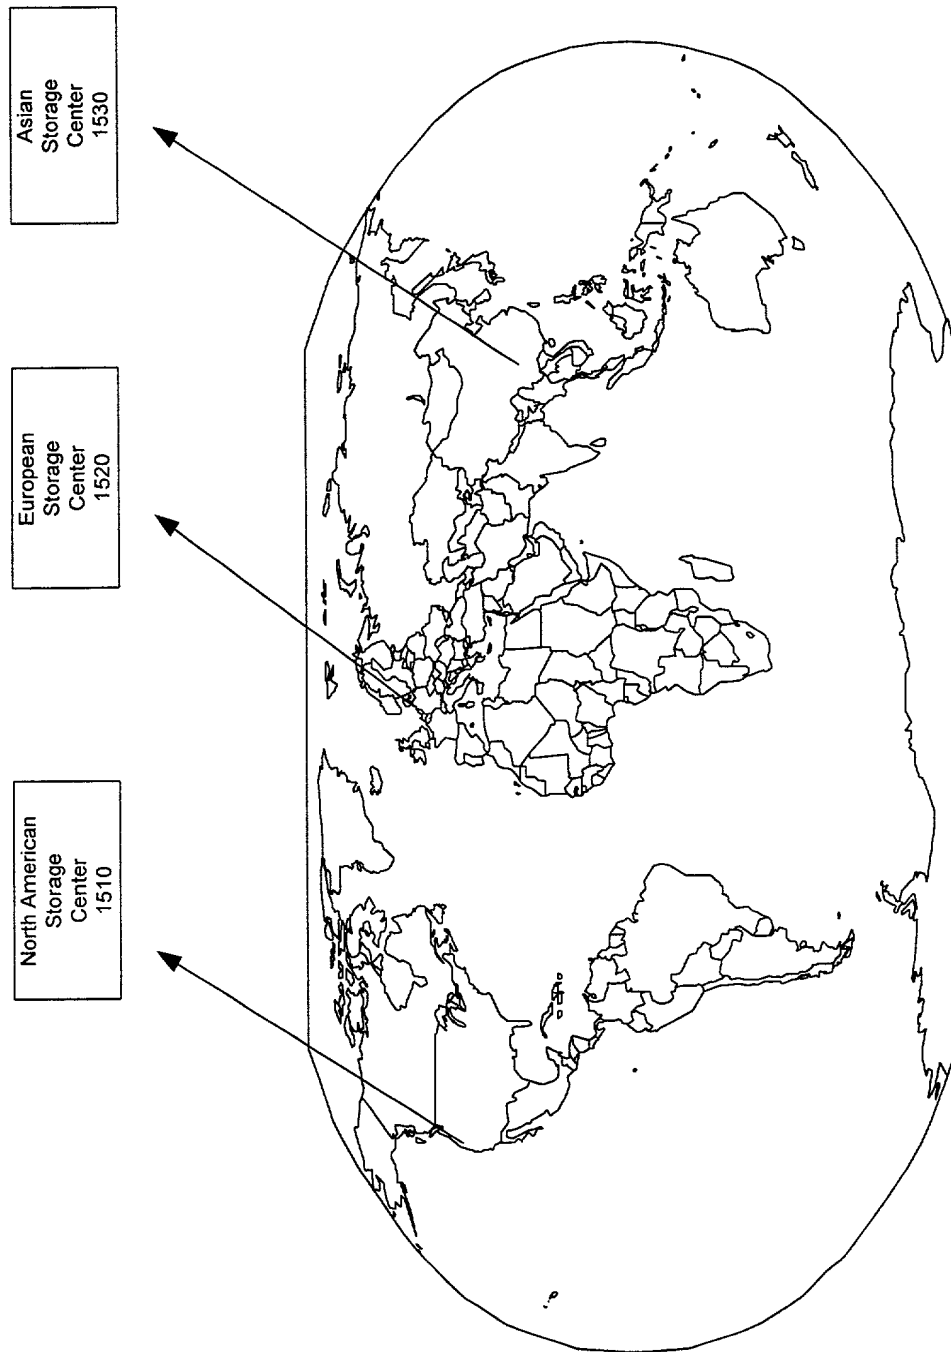 Asian
Storage
Center
1530
European
Storage
Center
1520
North American
Storage
Center
1510